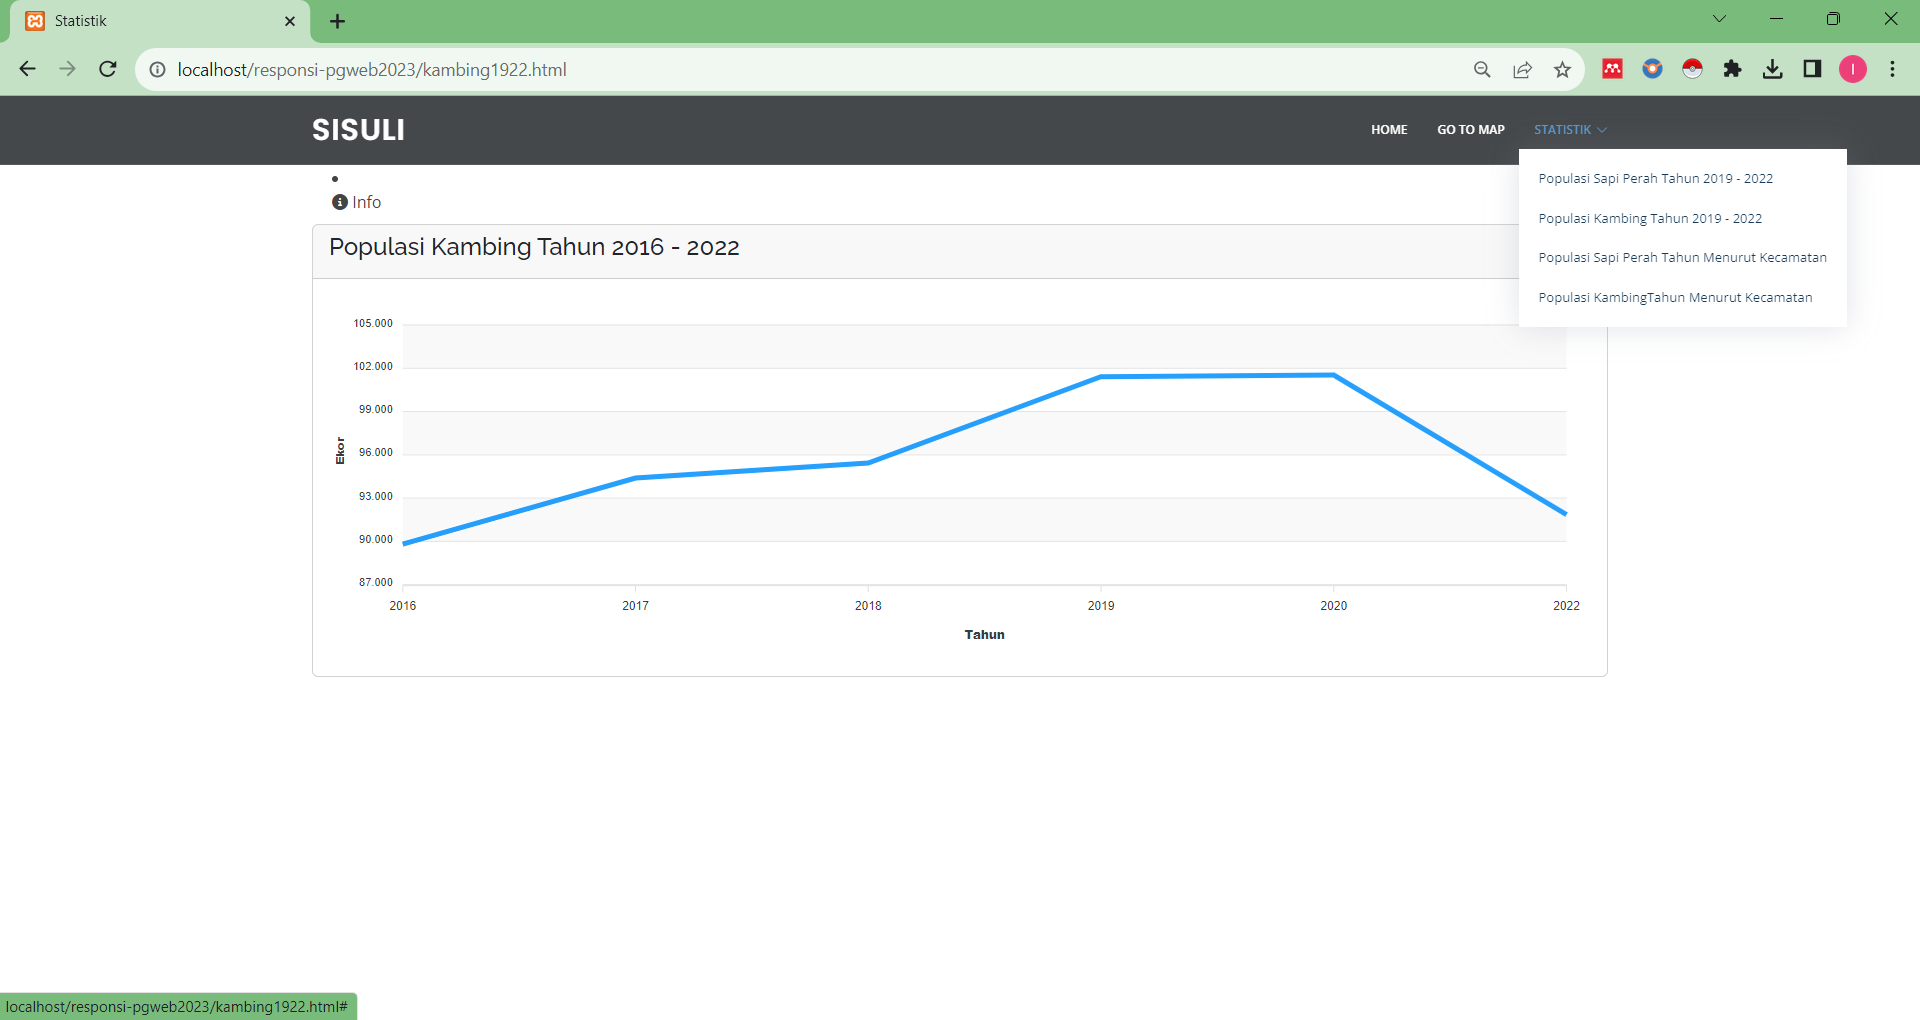 Statistik
localhost/responsi-pgweb2023/kambing1922.html
I
SISULI
HOME
GO TO MAP
STATISTIK
Populasi Sapi Perah Tahun 2019 - 2022
Populasi Kambing Tahun 2019 - 2022
Populasi Sapi Perah Tahun Menurut Kecamatan
Populasi KambingTahun Menurut Kecamatan
Info
Populasi Kambing Tahun 2016 - 2022
105.000
102.000
99.000
96.000
93.000
90.000
87.000
Ekor
2016 2017 2018 2019 2020 2022
Tahun
localhost/responsi-pgweb2023/kambing1922.html#